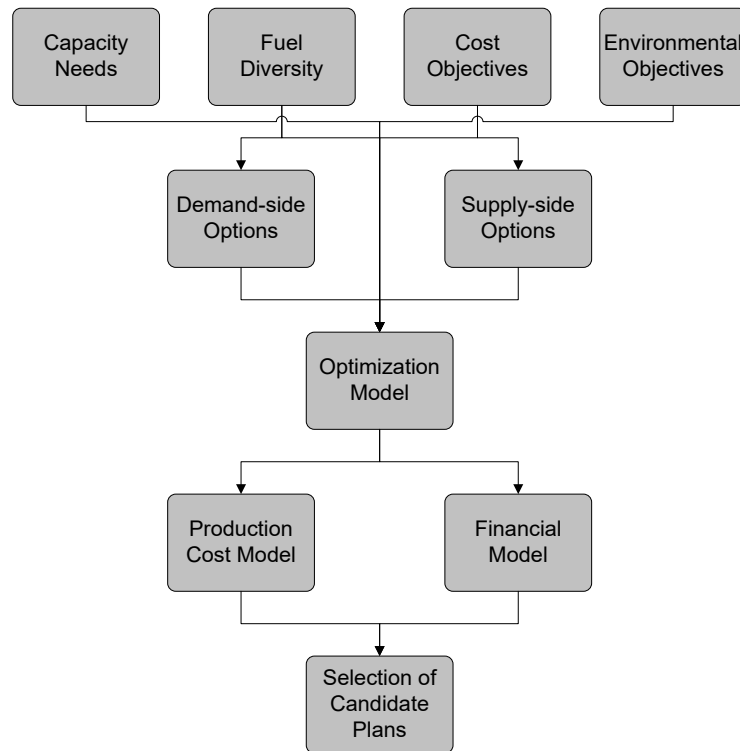 Capacity
Needs
Fuel
Diversity
Cost
Objectives
Environmental
Objectives
Demand-side
Options
Supply-side
Options
Optimization
Model
Production
Cost Model
Financial
Model
Selection of
Candidate
Plans